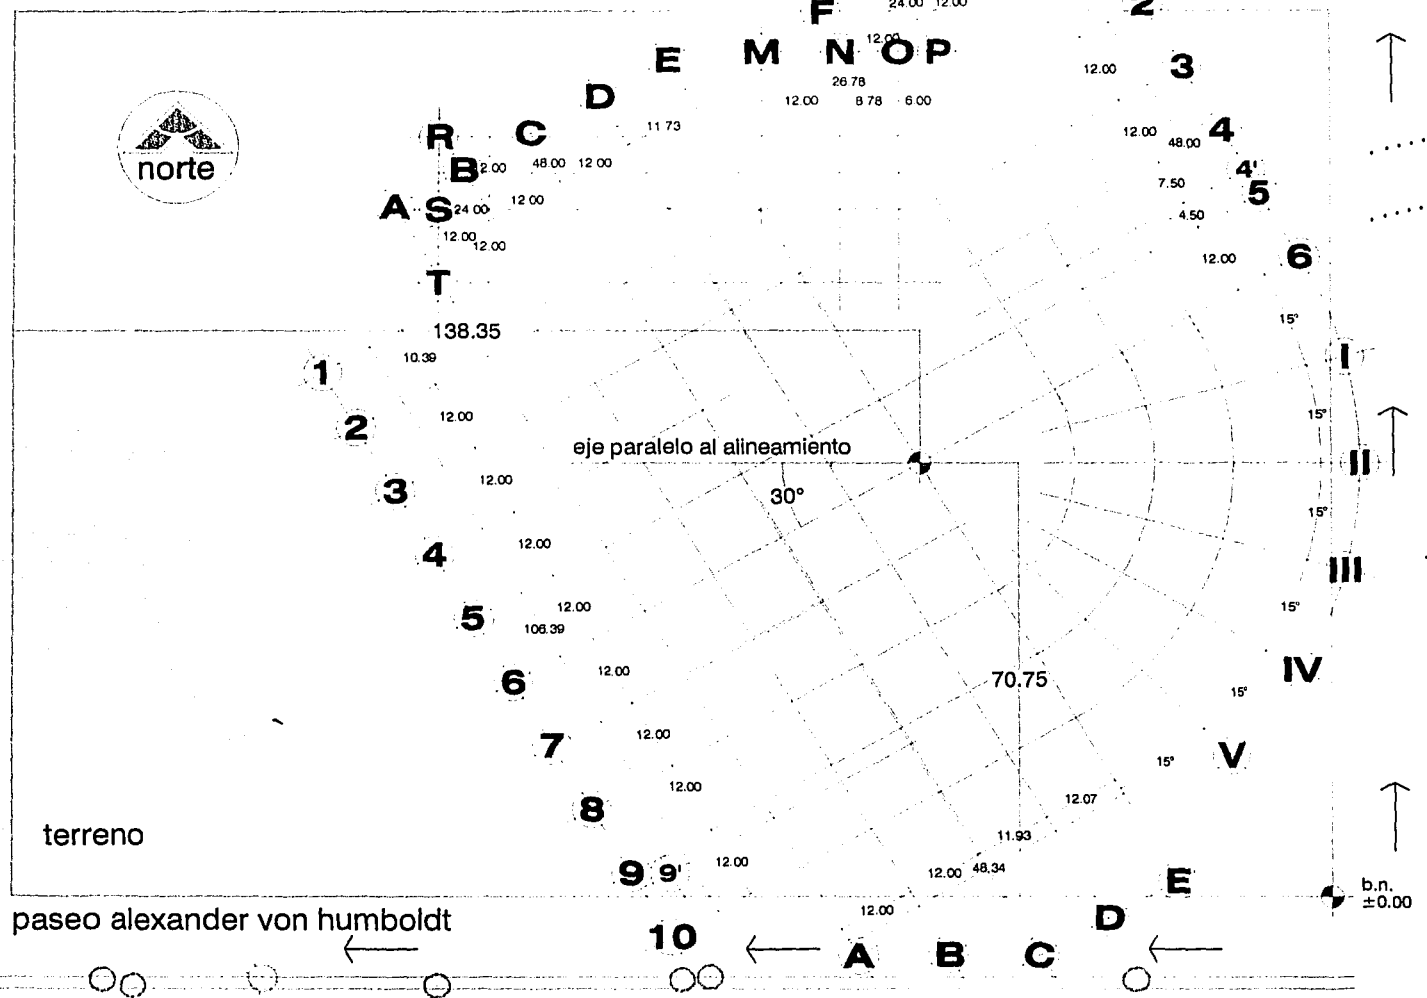 F
24.00 12.00
2
12.00
E
M
N
O
P
3
26.78
12.00
12.00
8.78
6.00
D
11.73
R
C
4
12.00
48.00
norte
B
12.00
48.00
12.00
4'
7.50
5
A
S
24.00
12.00
4.50
12.00
12.00
6
12.00
T
138.35
15°
10.39
I
1
15°
12.00
2
eje paralelo al alineamiento
II
12.00
3
30°
15°
12.00
4
III
12.00
15°
5
106.39
12.00
IV
6
70.75
15°
12.00
7
V
15°
12.00
12.07
8
terreno
11.93
12.00
12.00
48.34
9
9'
E
b.n.
±0.00
paseo alexander von humboldt
12.00
D
10
A
B
C